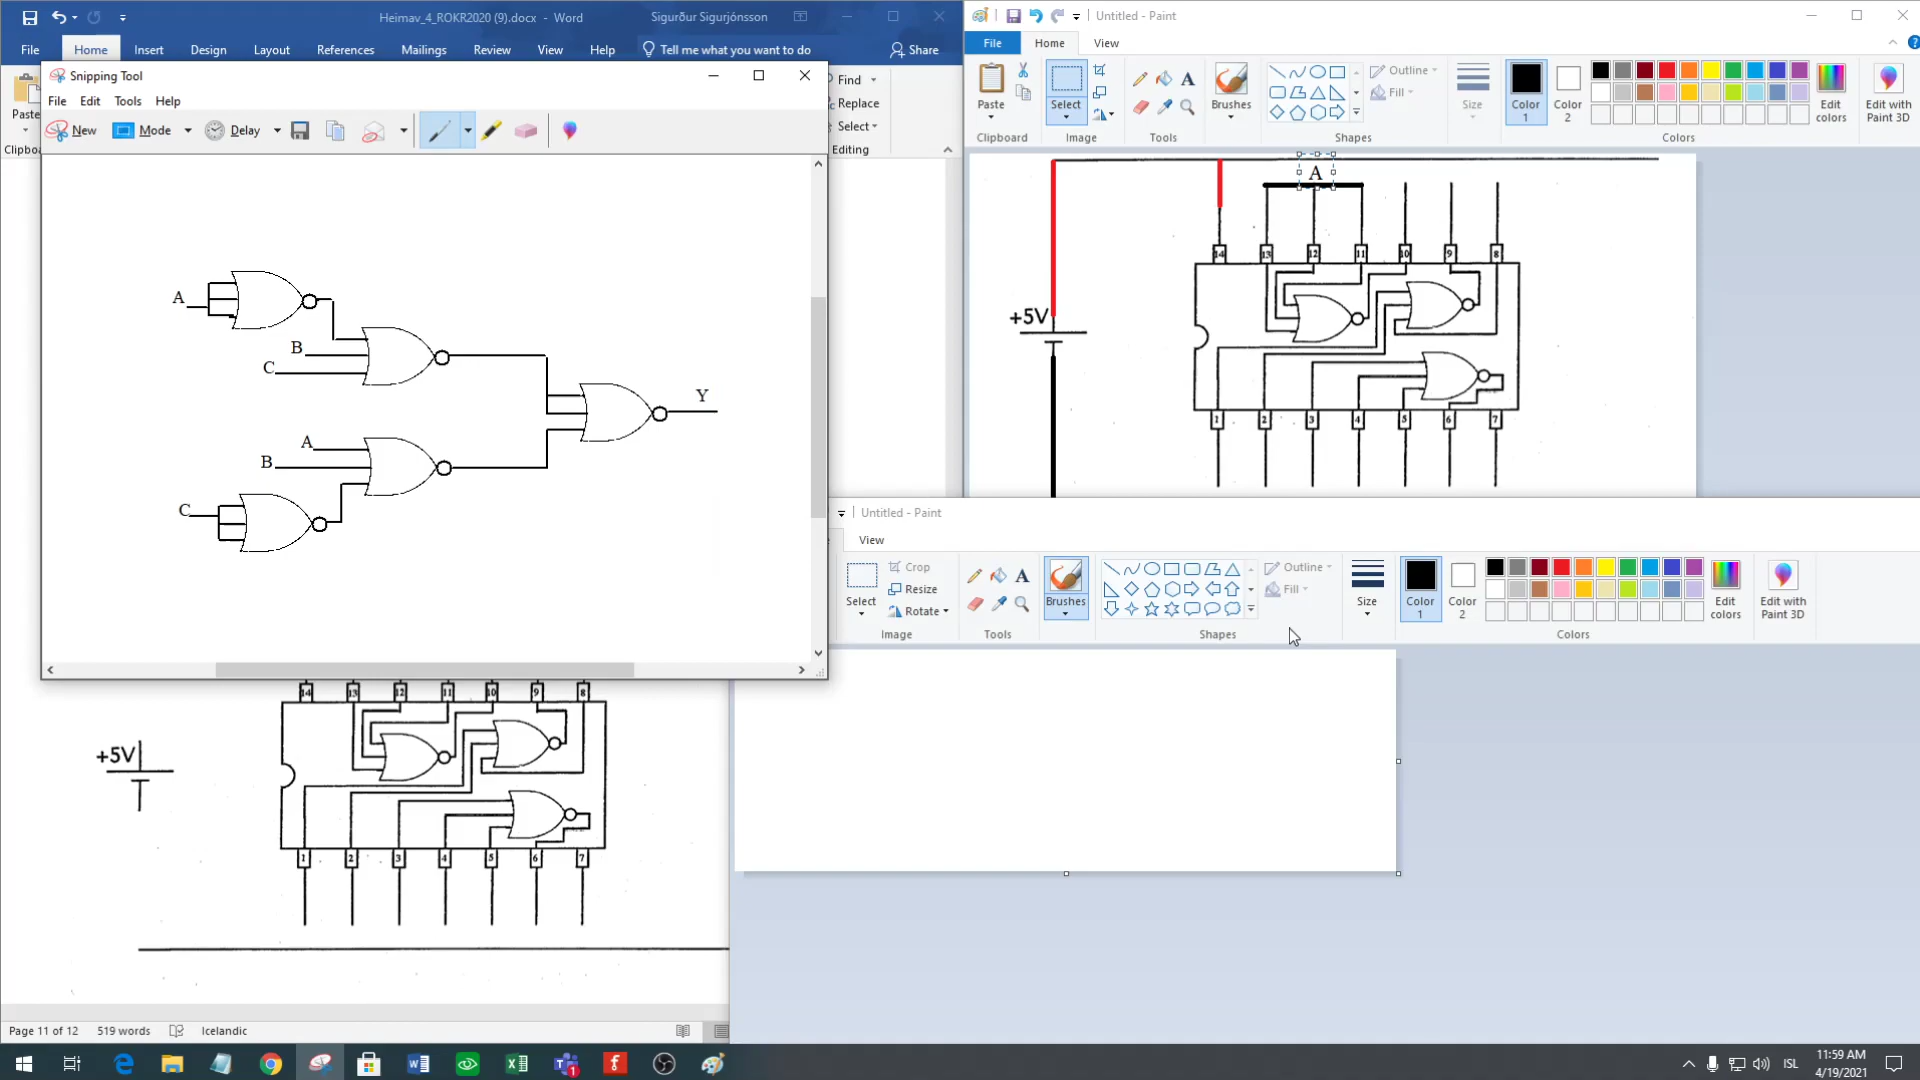 Heimav_4_ROKR2020 (9).docx - Word
Sigurður Sigurjónsson
File Home Insert Design Layout References Mailings Review View Help Tell me what you want to do Share
Paste
Find
Replace
Select
Editing
Snipping Tool
File Edit Tools Help
New Mode Delay
A
B
C
A
B
C
Y
14 13 12 11 10 9 8
+5V
1 2 3 4 5 6 7
Page 11 of 12 519 words Icelandic
Untitled - Paint
File Home View
Paste
Select
Brushes
Outline
Fill
Size
Color 1
Color 2
Edit colors
Edit with Paint 3D
Clipboard Image Tools Shapes Colors
A
14 13 12 11 10 9 8
+5V
1 2 3 4 5 6 7
Untitled - Paint
View
Select
Crop
Resize
Rotate
Brushes
Outline
Fill
Size
Color 1
Color 2
Edit colors
Edit with Paint 3D
Image Tools Shapes Colors
ISL
11:59 AM
4/19/2021